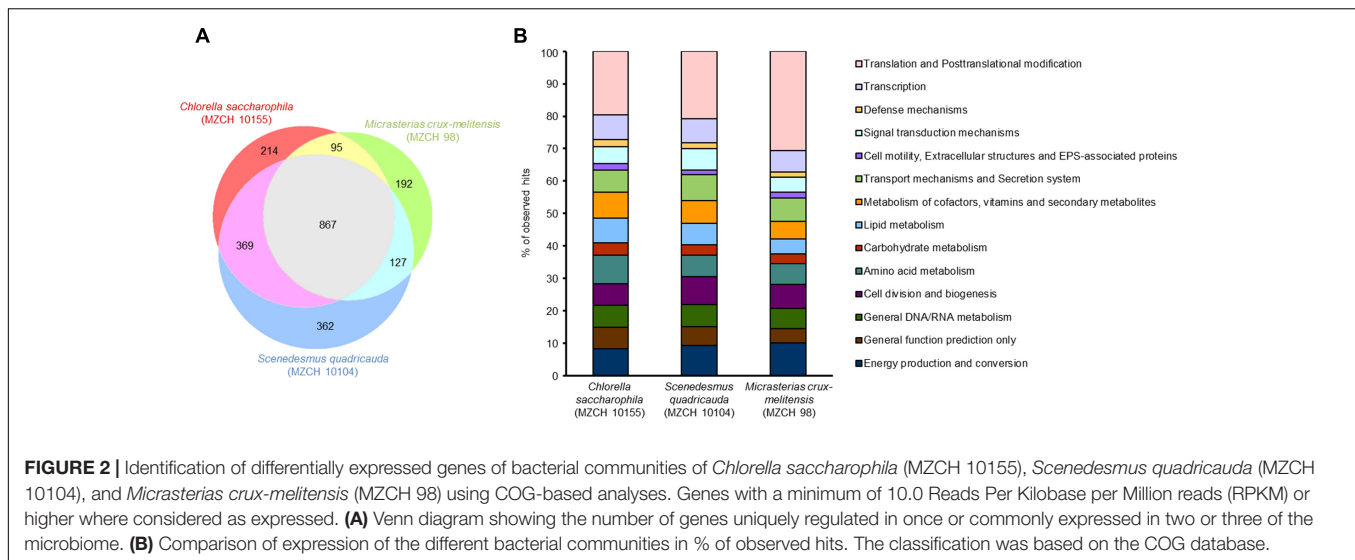 A
Chlorella saccharophila
(MZCH 10155)
Micrasterias crux-melitensis
(MZCH 98)
214
95
192
867
369
127
362
Scenedesmus quadricauda
(MZCH 10104)
B
% of observed hits
100
90
80
70
60
50
40
30
20
10
0
Chlorella
saccharophila
(MZCH 10155)
Scenedesmus
quadricauda
(MZCH 10104)
Micrasterias crux-
melitensis
(MZCH 98)
Translation and Posttranslational modification
Transcription
Defense mechanisms
Signal transduction mechanisms
Cell motility, Extracellular structures and EPS-associated proteins
Transport mechanisms and Secretion system
Metabolism of cofactors, vitamins and secondary metabolites
Lipid metabolism
Carbohydrate metabolism
Amino acid metabolism
Cell division and biogenesis
General DNA/RNA metabolism
General function prediction only
Energy production and conversion
FIGURE 2 | Identification of differentially expressed genes of bacterial communities of Chlorella saccharophila (MZCH 10155), Scenedesmus quadricauda (MZCH
10104), and Micrasterias crux-melitensis (MZCH 98) using COG-based analyses. Genes with a minimum of 10.0 Reads Per Kilobase per Million reads (RPKM) or
higher where considered as expressed. (A) Venn diagram showing the number of genes uniquely regulated in once or commonly expressed in two or three of the
microbiome. (B) Comparison of expression of the different bacterial communities in % of observed hits. The classification was based on the COG database.